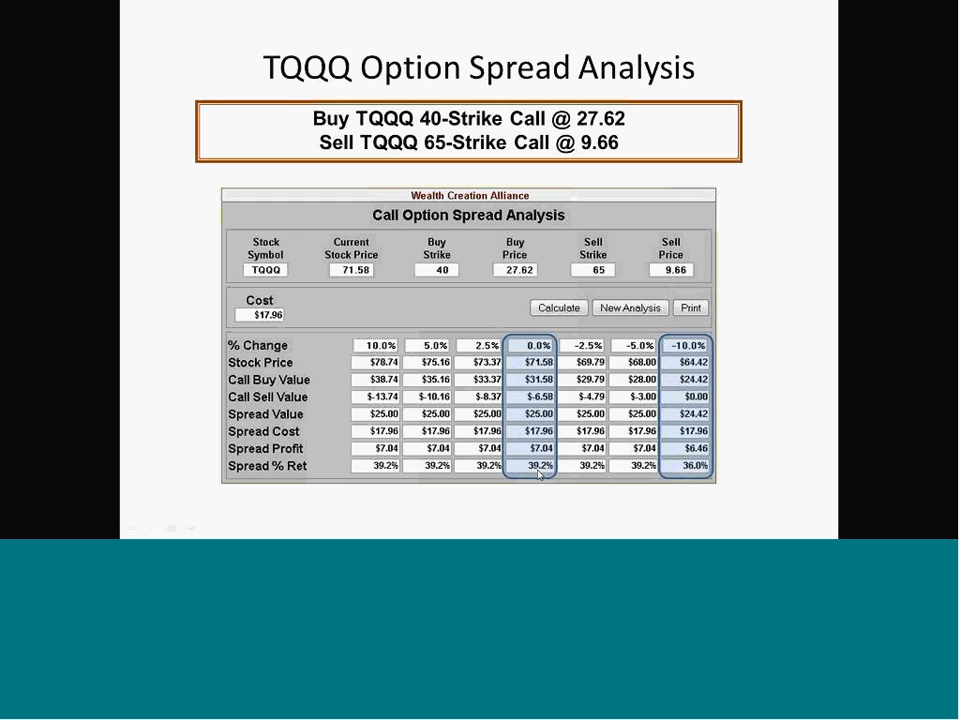 TQQQ Option Spread Analysis
Buy TQQQ 40-Strike Call @ 27.62
Sell TQQQ 65-Strike Call @ 9.66
Wealth Creation Alliance
Call Option Spread Analysis
Stock Symbol Current Stock Price Buy Strike Buy Price Sell Strike Sell Price
TQQQ 71.58 40 27.62 65 9.66
Cost
$17.96 Calculate New Analysis Print
% Change 10.0% 5.0% 2.5% 0.0% -2.5% -5.0% -10.0%
Stock Price $78.74 $75.16 $73.37 $71.58 $69.79 $68.00 $64.42
Call Buy Value $38.74 $35.16 $33.37 $31.58 $29.79 $28.00 $24.42
Call Sell Value $-13.74 $-10.16 $-8.37 $-6.58 $-4.79 $-3.00 $0.00
Spread Value $25.00 $25.00 $25.00 $25.00 $25.00 $25.00 $24.42
Spread Cost $17.96 $17.96 $17.96 $17.96 $17.96 $17.96 $17.96
Spread Profit $7.04 $7.04 $7.04 $7.04 $7.04 $7.04 $6.46
Spread % Ret 39.2% 39.2% 39.2% 39.2% 39.2% 39.2% 36.0%